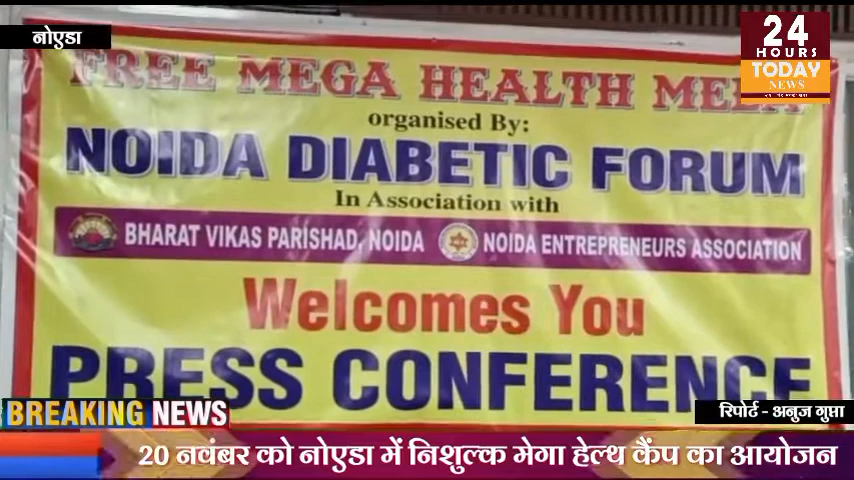 नोएडा
24
HOURS
TODAY
NEWS
FREE MEGA HEALTH MELA
organised By:
NOIDA DIABETIC FORUM
In Association with
BHARAT VIKAS PARISHAD, NOIDA
NOIDA ENTREPRENEURS ASSOCIATION
Welcomes You
PRESS CONFERENCE
BREAKING NEWS
रिपोर्ट - अनुज गुप्ता
20 नवंबर को नोएडा में निशुल्क मेगा हेल्थ कैंप का आयोजन